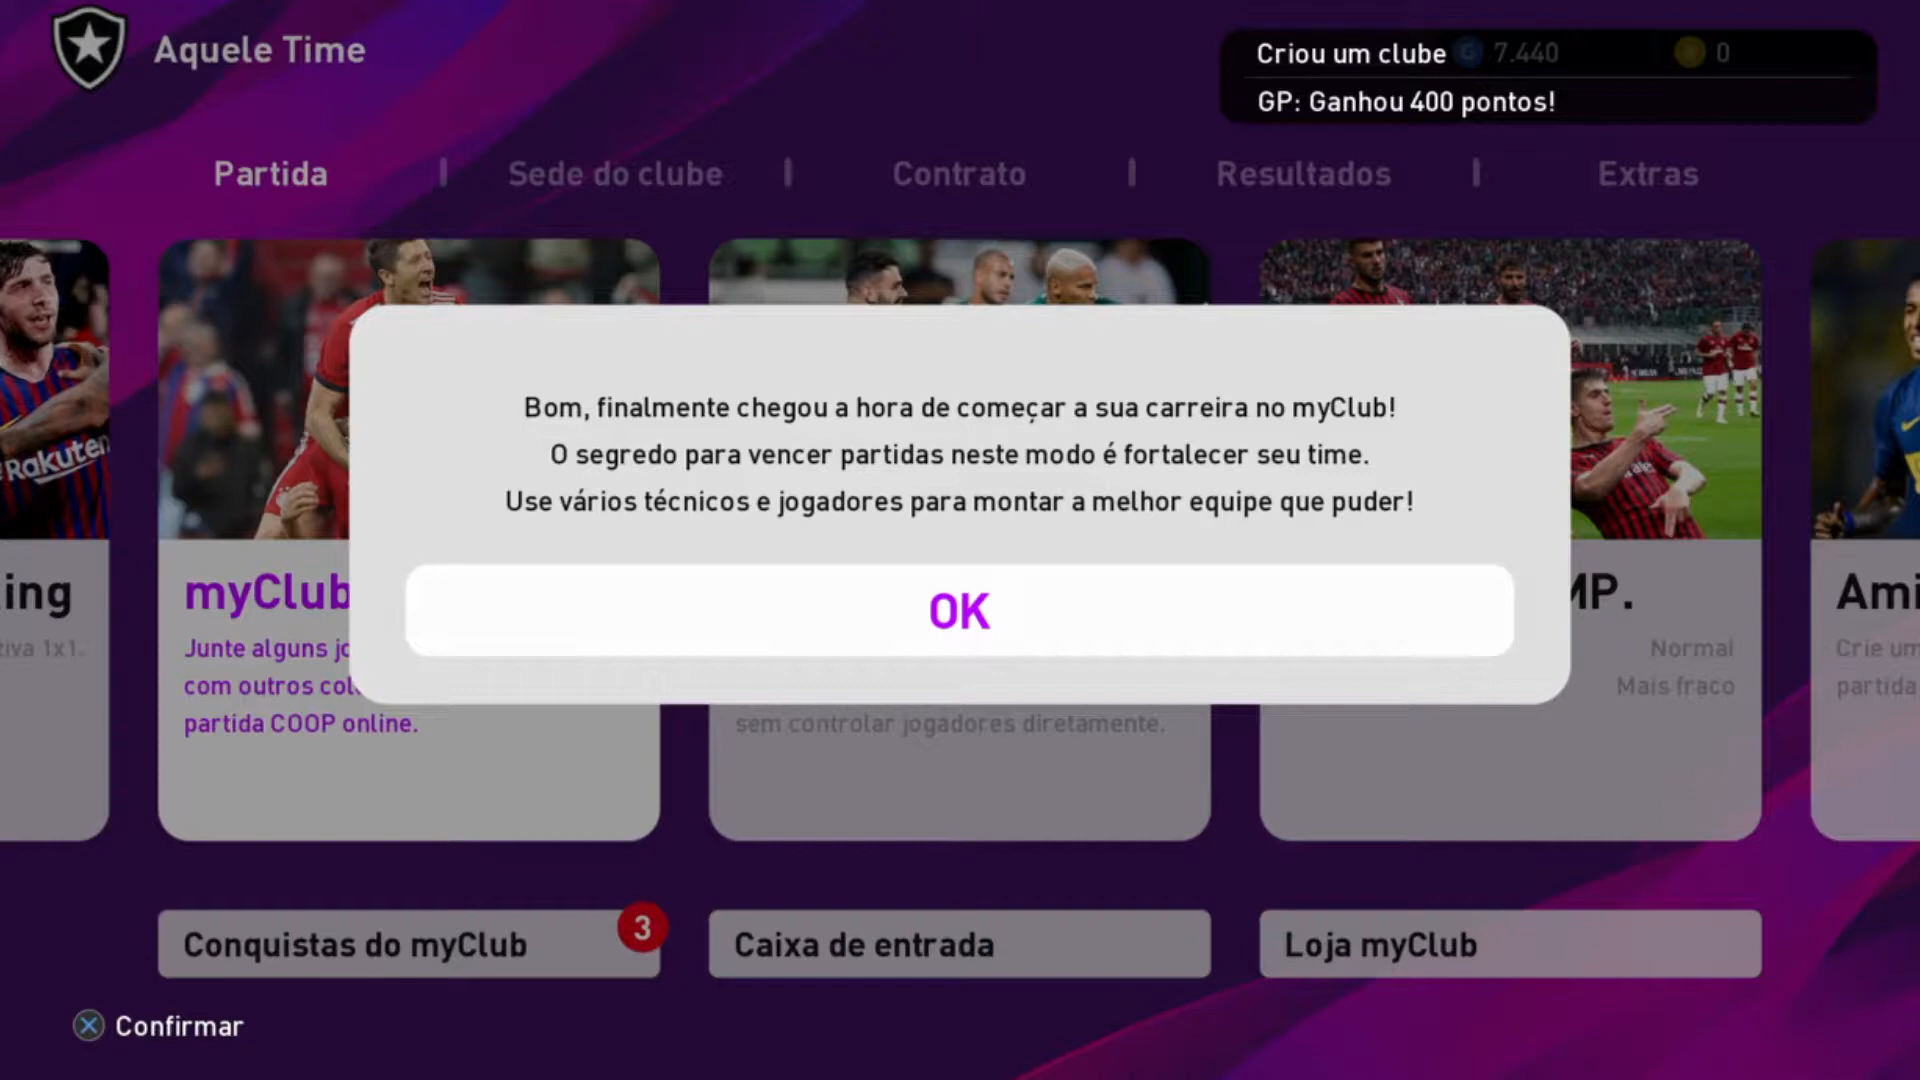 Aquele Time
Criou um clube
7.440
0
GP: Ganhou 400 pontos!
Partida
Sede do clube
Contrato
Resultados
Extras
Rakuten
Bom, finalmente chegou a hora de começar a sua carreira no myClub!
O segredo para vencer partidas neste modo é fortalecer seu time.
Use vários técnicos e jogadores para montar a melhor equipe que puder!
OK
ing
tiva 1x1.
myClub
Junte alguns jo
com outros col
partida COOP online.
sem controlar jogadores diretamente.
MP.
Normal
Mais fraco
Ami
Crie um
partida
Conquistas do myClub
3
Caixa de entrada
Loja myClub
Confirmar